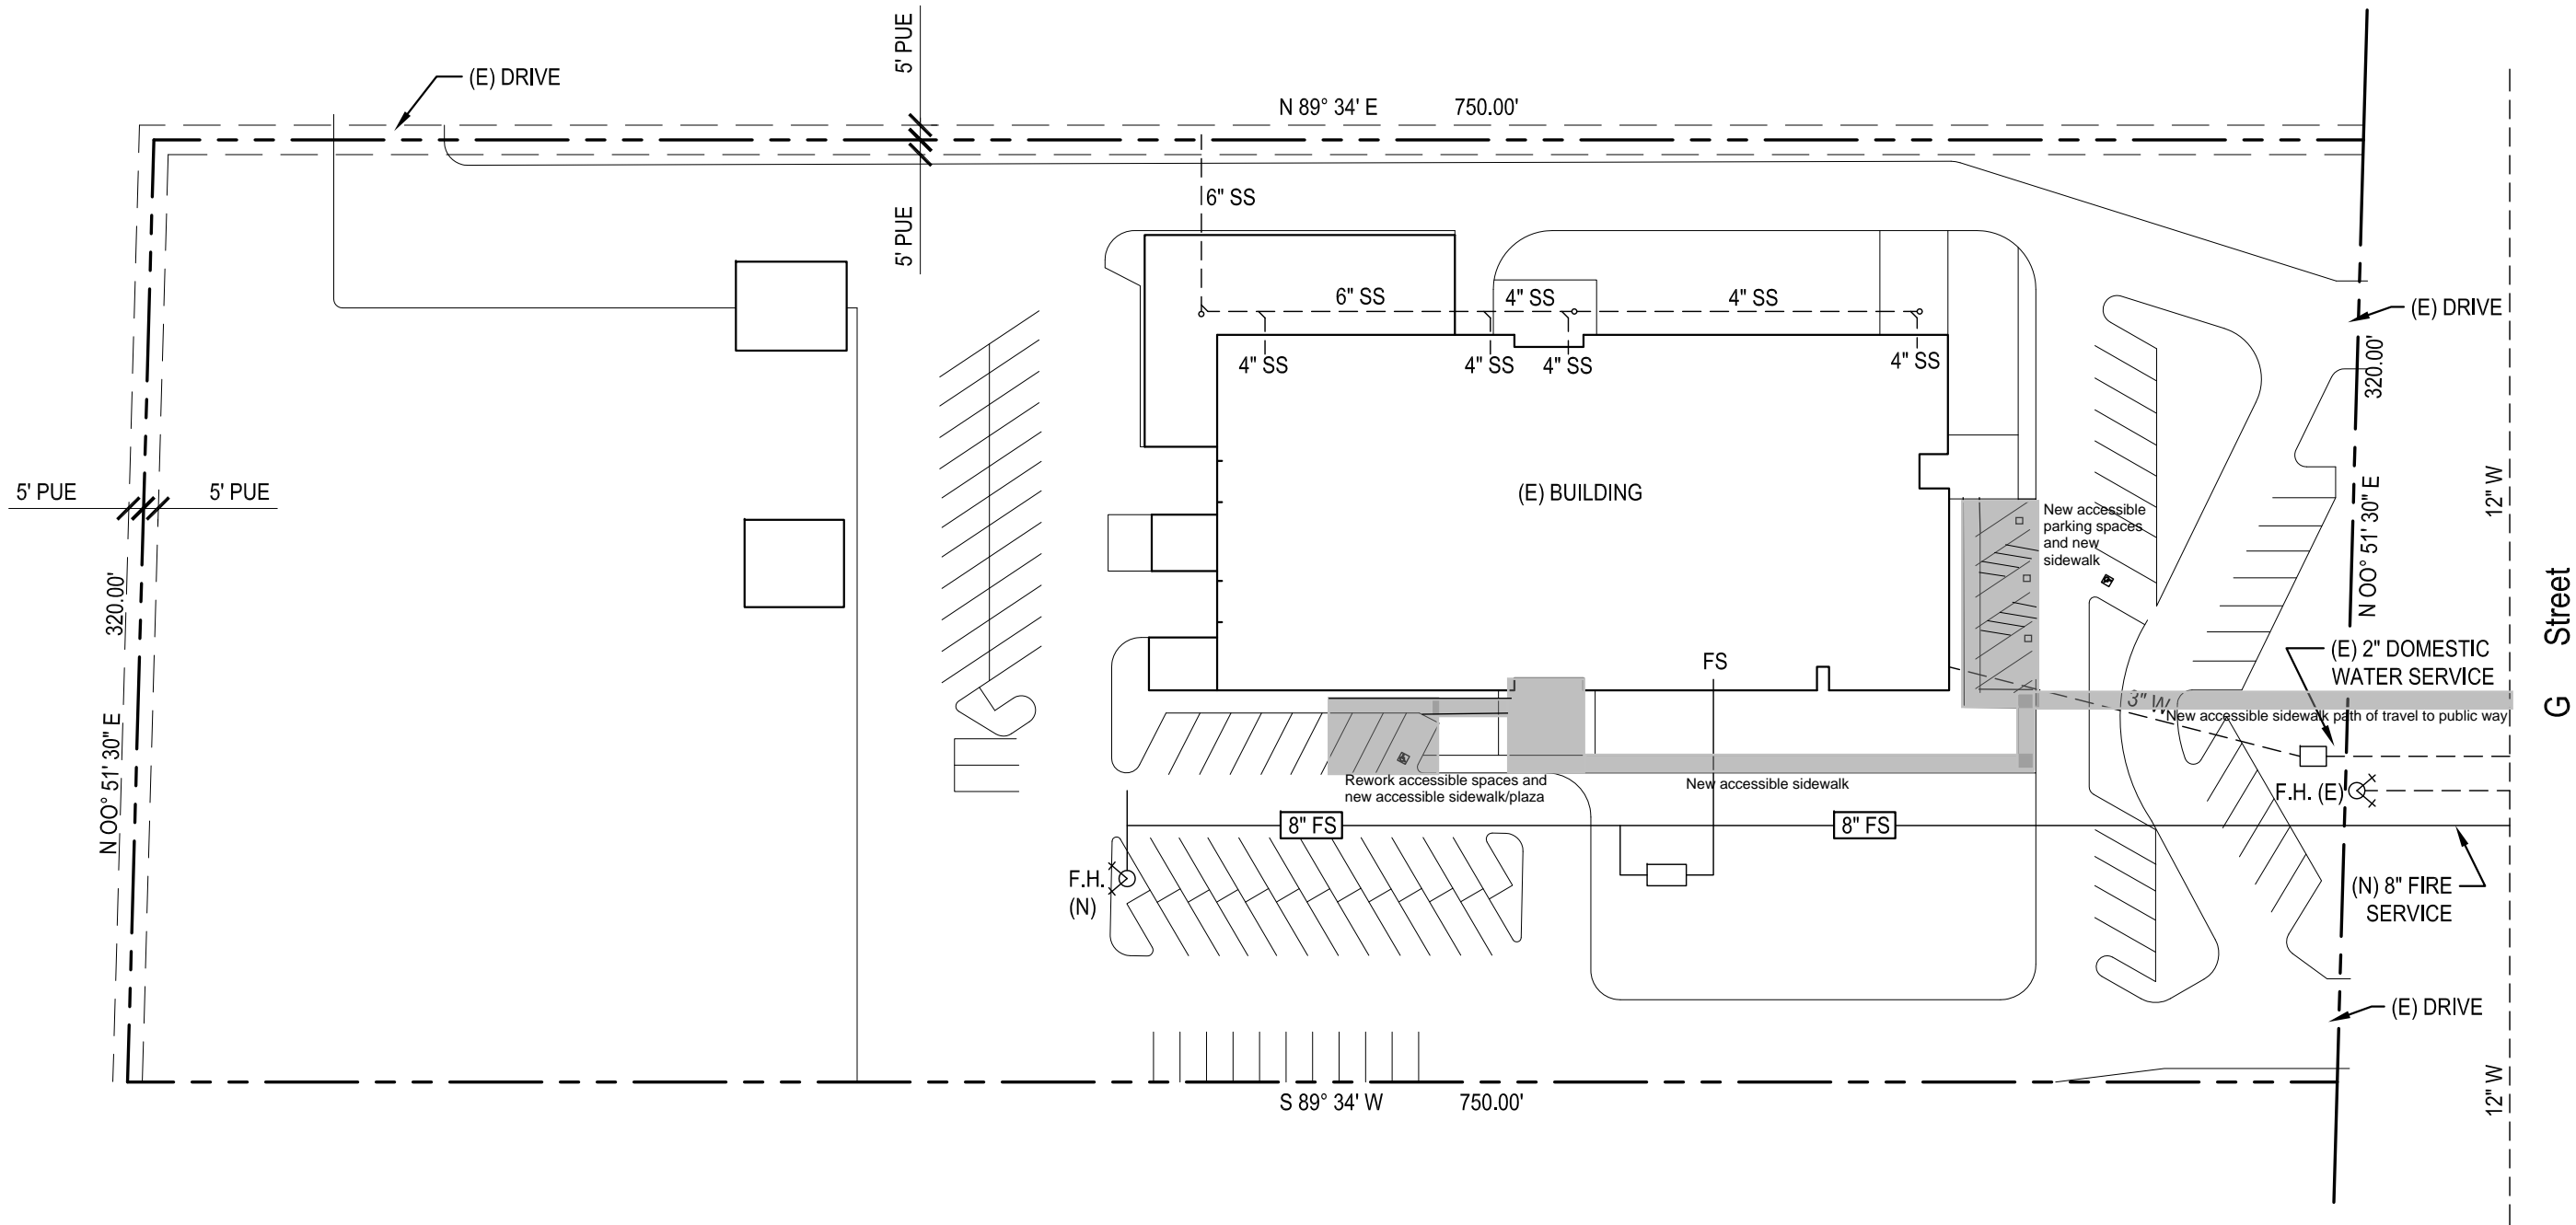 5' PUE
(E) DRIVE
N 89° 34' E 750.00'
6" SS
5' PUE
6" SS
4" SS
4" SS
(E) DRIVE
4" SS
4" SS
4" SS
4" SS
320.00'
5' PUE
5' PUE
(E) BUILDING
12" W
New accessible
parking spaces
and new
sidewalk
N OO° 51' 30" E
320.00'
Street
G
FS
(E) 2" DOMESTIC
WATER SERVICE
3" W
New accessible sidewalk path of travel to public way
N OO° 51' 30" E
Rework accessible spaces and
new accessible sidewalk/plaza
New accessible sidewalk
F.H. (E)
8" FS
8" FS
F.H.
(N)
(N) 8" FIRE
SERVICE
(E) DRIVE
12" W
S 89° 34' W 750.00'